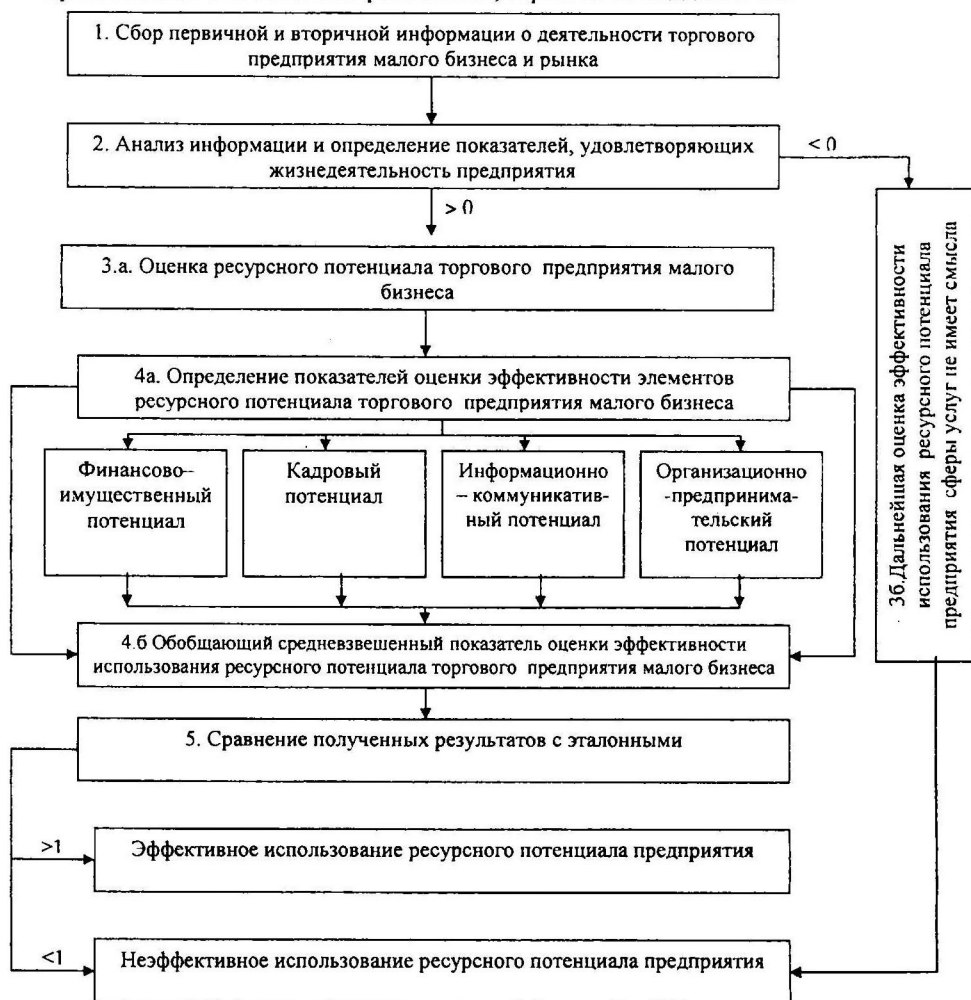 1. Сбор первичной и вторичной информации о деятельности торгового
предприятия малого бизнеса и рынка
2. Анализ информации и определение показателей, удовлетворяющих
жизнедеятельность предприятия
< 0
> 0
3.а. Оценка ресурсного потенциала торгового предприятия малого
бизнеса
3б.Дальнейшая оценка эффективности
использования ресурсного потенциала
предприятия сферы услуг не имеет смысла
4а. Определение показателей оценки эффективности элементов
ресурсного потенциала торгового предприятия малого бизнеса
Финансово–
имущественный
потенциал
Кадровый
потенциал
Информационно
– коммуникатив-
ный потенциал
Организационно
-предпринима-
тельский
потенциал
4.б Обобщающий средневзвешенный показатель оценки эффективности
использования ресурсного потенциала торгового предприятия малого бизнеса
5. Сравнение полученных результатов с эталонными
>1
Эффективное использование ресурсного потенциала предприятия
<1
Неэффективное использование ресурсного потенциала предприятия